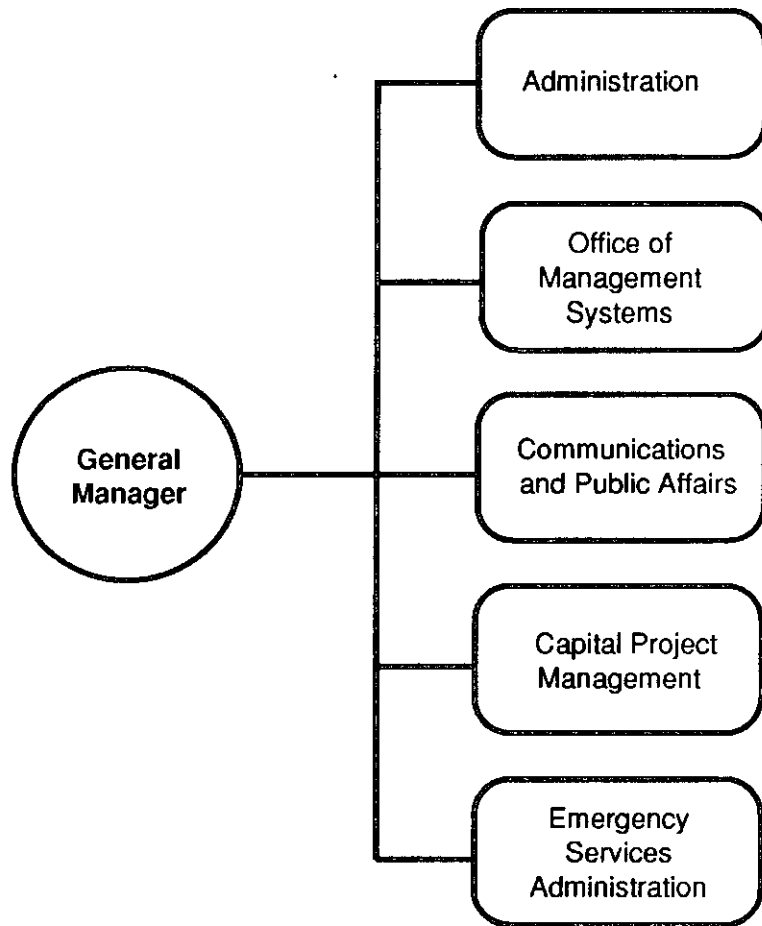 Administration
Office of
Management
Systems
General
Manager
Communications
and Public Affairs
Capital Project
Management
Emergency
Services
Administration